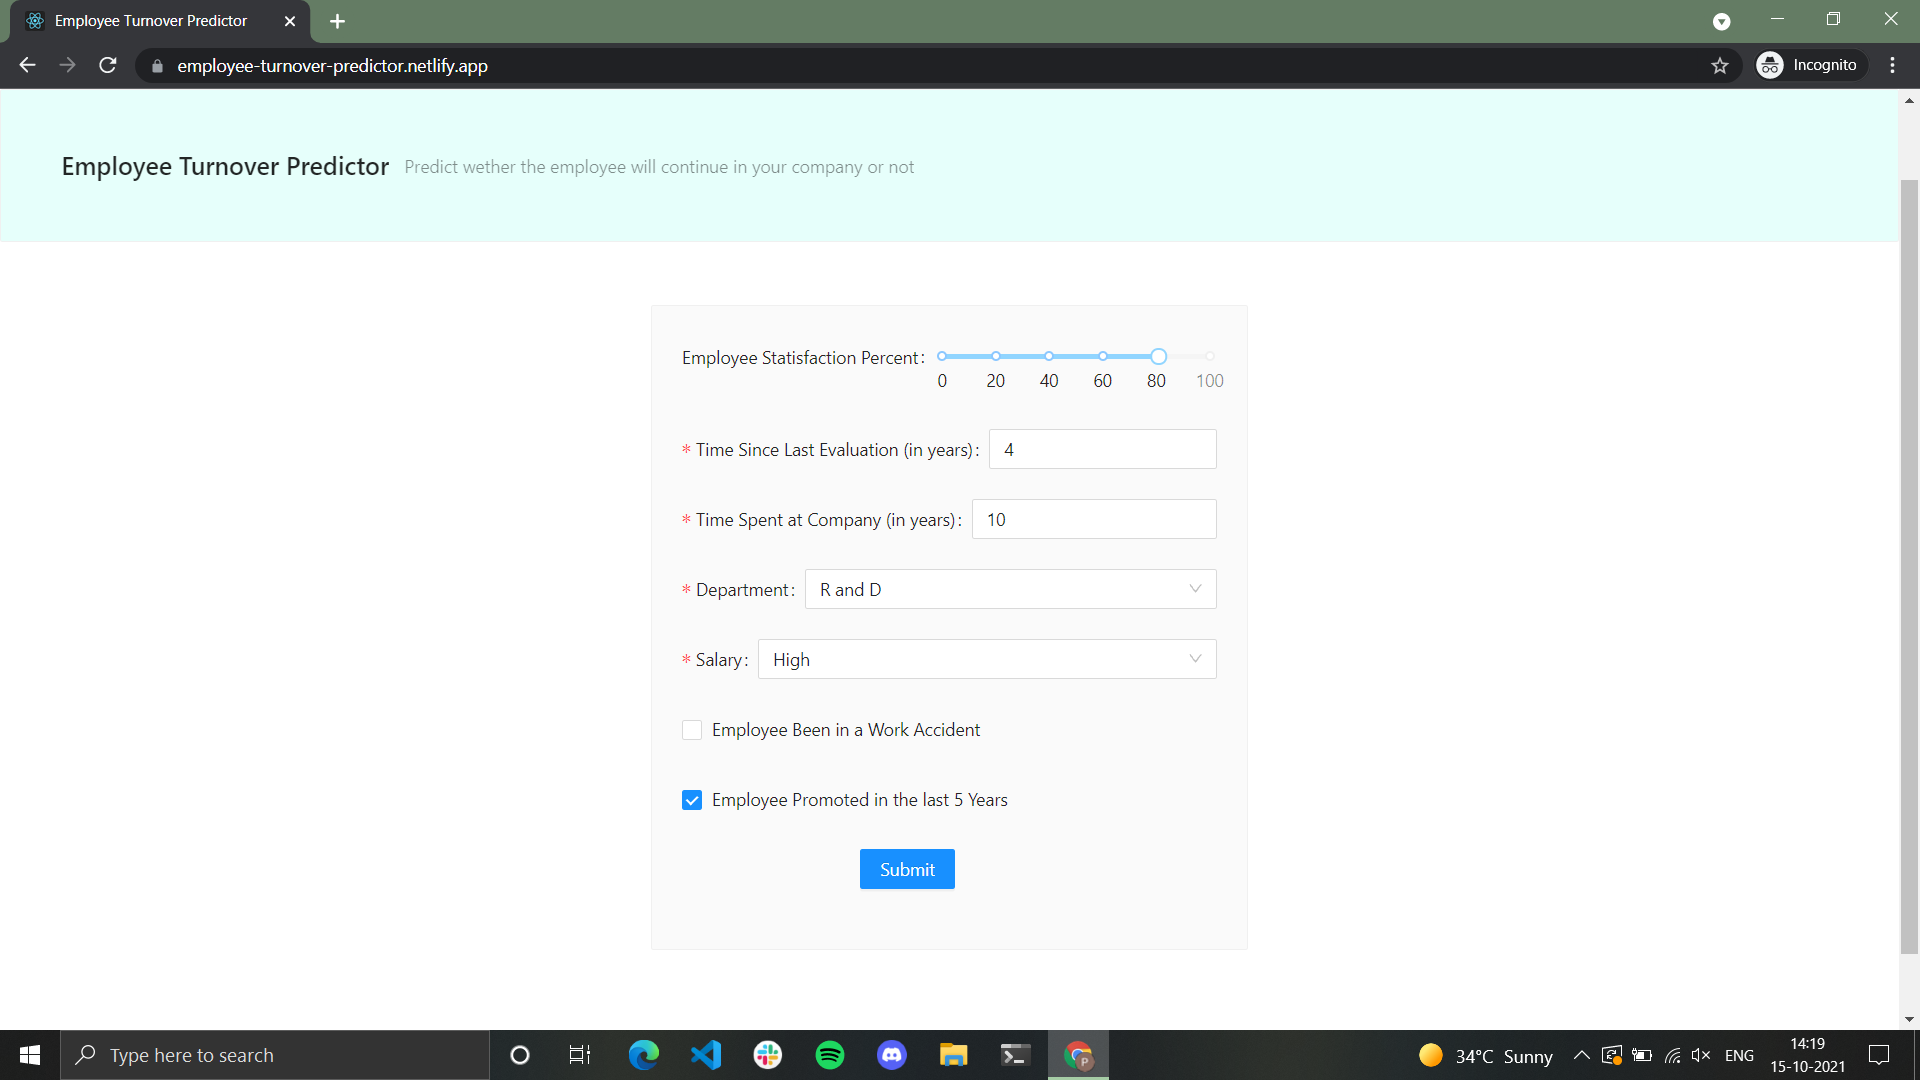 Employee Turnover Predictor
employee-turnover-predictor.netlify.app
Incognito
Employee Turnover Predictor Predict wether the employee will continue in your company or not
Employee Statisfaction Percent:
0 20 40 60 80 100
* Time Since Last Evaluation (in years): 4
* Time Spent at Company (in years): 10
* Department: R and D
* Salary: High
Employee Been in a Work Accident
Employee Promoted in the last 5 Years
Submit
Type here to search
P
34°C Sunny
ENG
14:19
15-10-2021